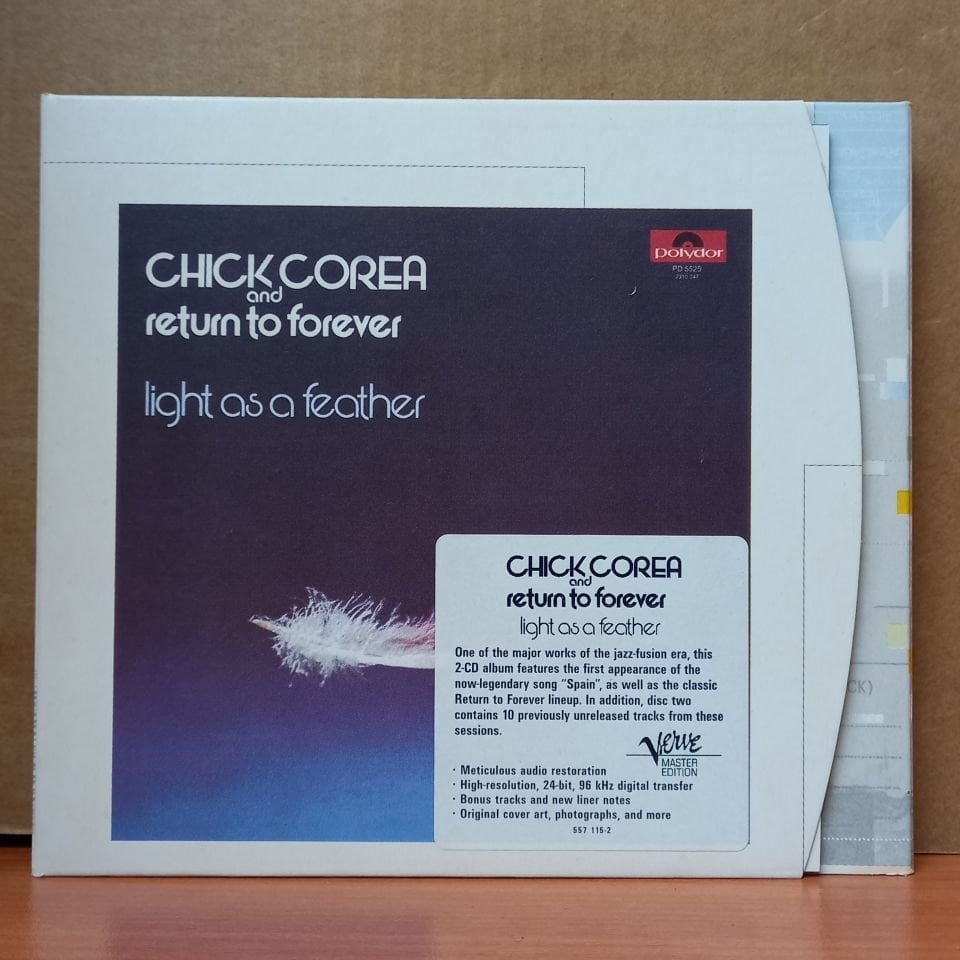 CHICK COREA
and
return to forever
light as a feather
polydor
PD 5525
2310 247
CHICK COREA
and
return to forever
light as a feather
One of the major works of the jazz-fusion era, this
2-CD album features the first appearance of the
now-legendary song "Spain", as well as the classic
Return to Forever lineup. In addition, disc two
contains 10 previously unreleased tracks from these
sessions.
Verve
MASTER
EDITION
· Meticulous audio restoration
· High-resolution, 24-bit, 96 kHz digital transfer
· Bonus tracks and new liner notes
· Original cover art, photographs, and more
557 115-2
CK)